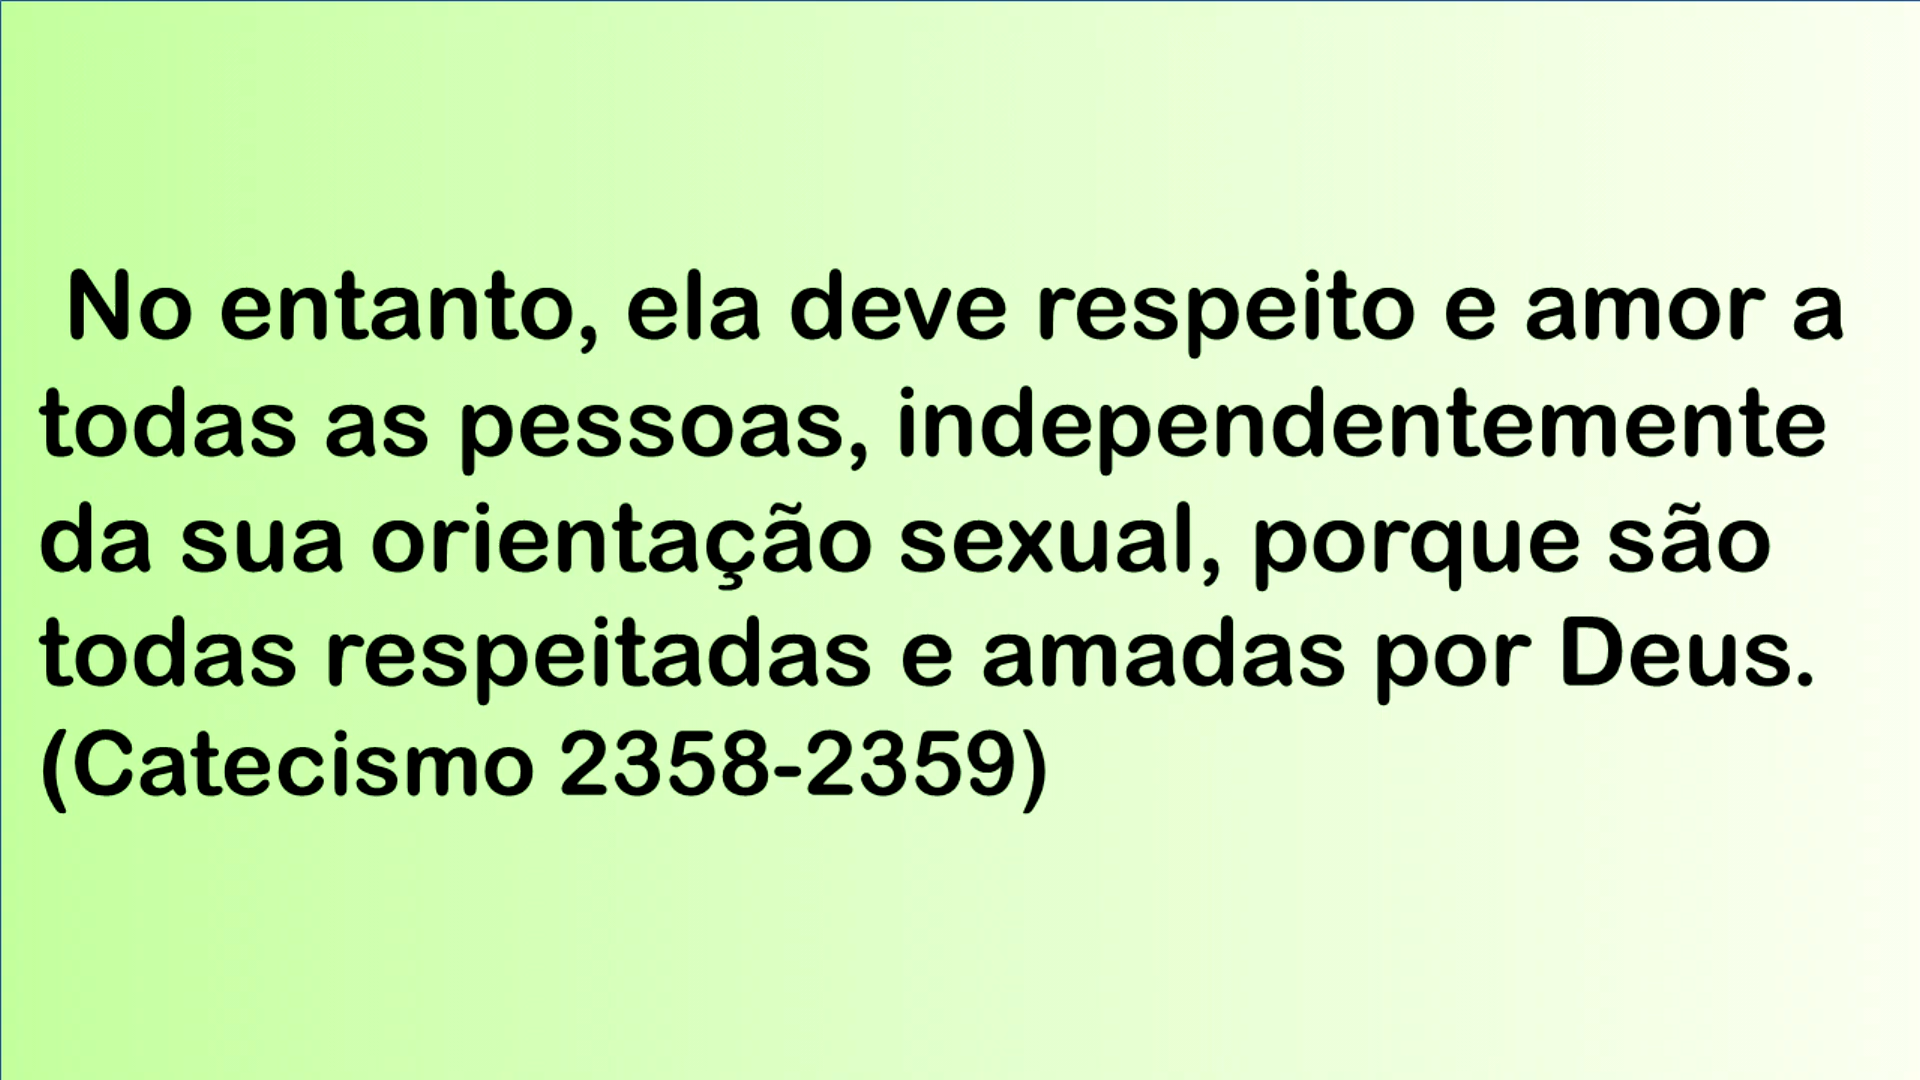 No entanto, ela deve respeito e amor a
todas as pessoas, independentemente
da sua orientação sexual, porque são
todas respeitadas e amadas por Deus.
(Catecismo 2358-2359)